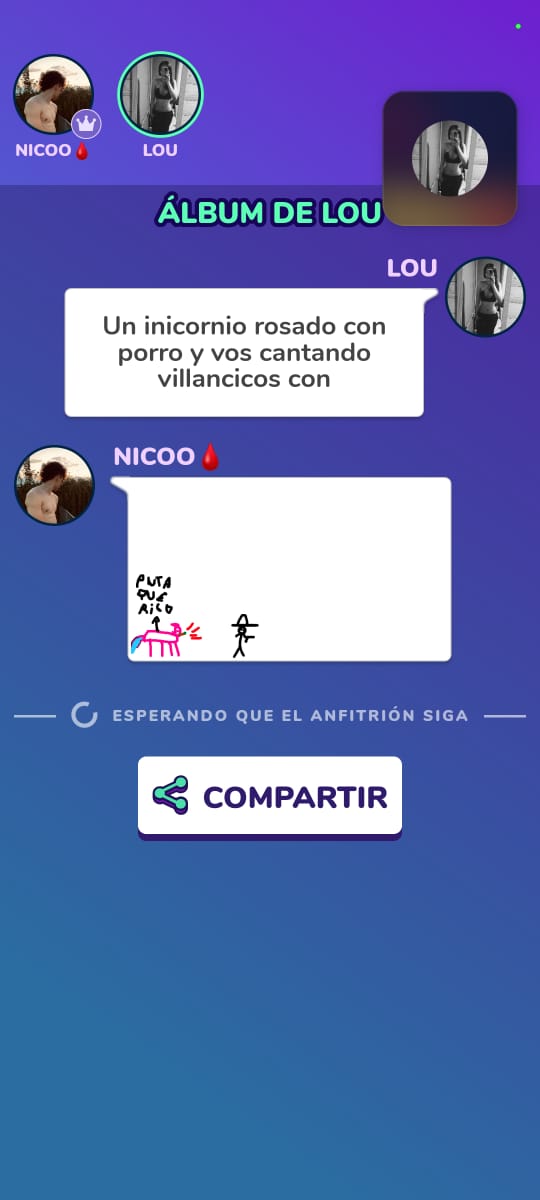 NICOO🩸
LOU
ÁLBUM DE LOU
LOU
Un inicornio rosado con
porro y vos cantando
villancicos con
NICOO🩸
PUTA
QUE
RICO
ESPERANDO QUE EL ANFITRIÓN SIGA
COMPARTIR